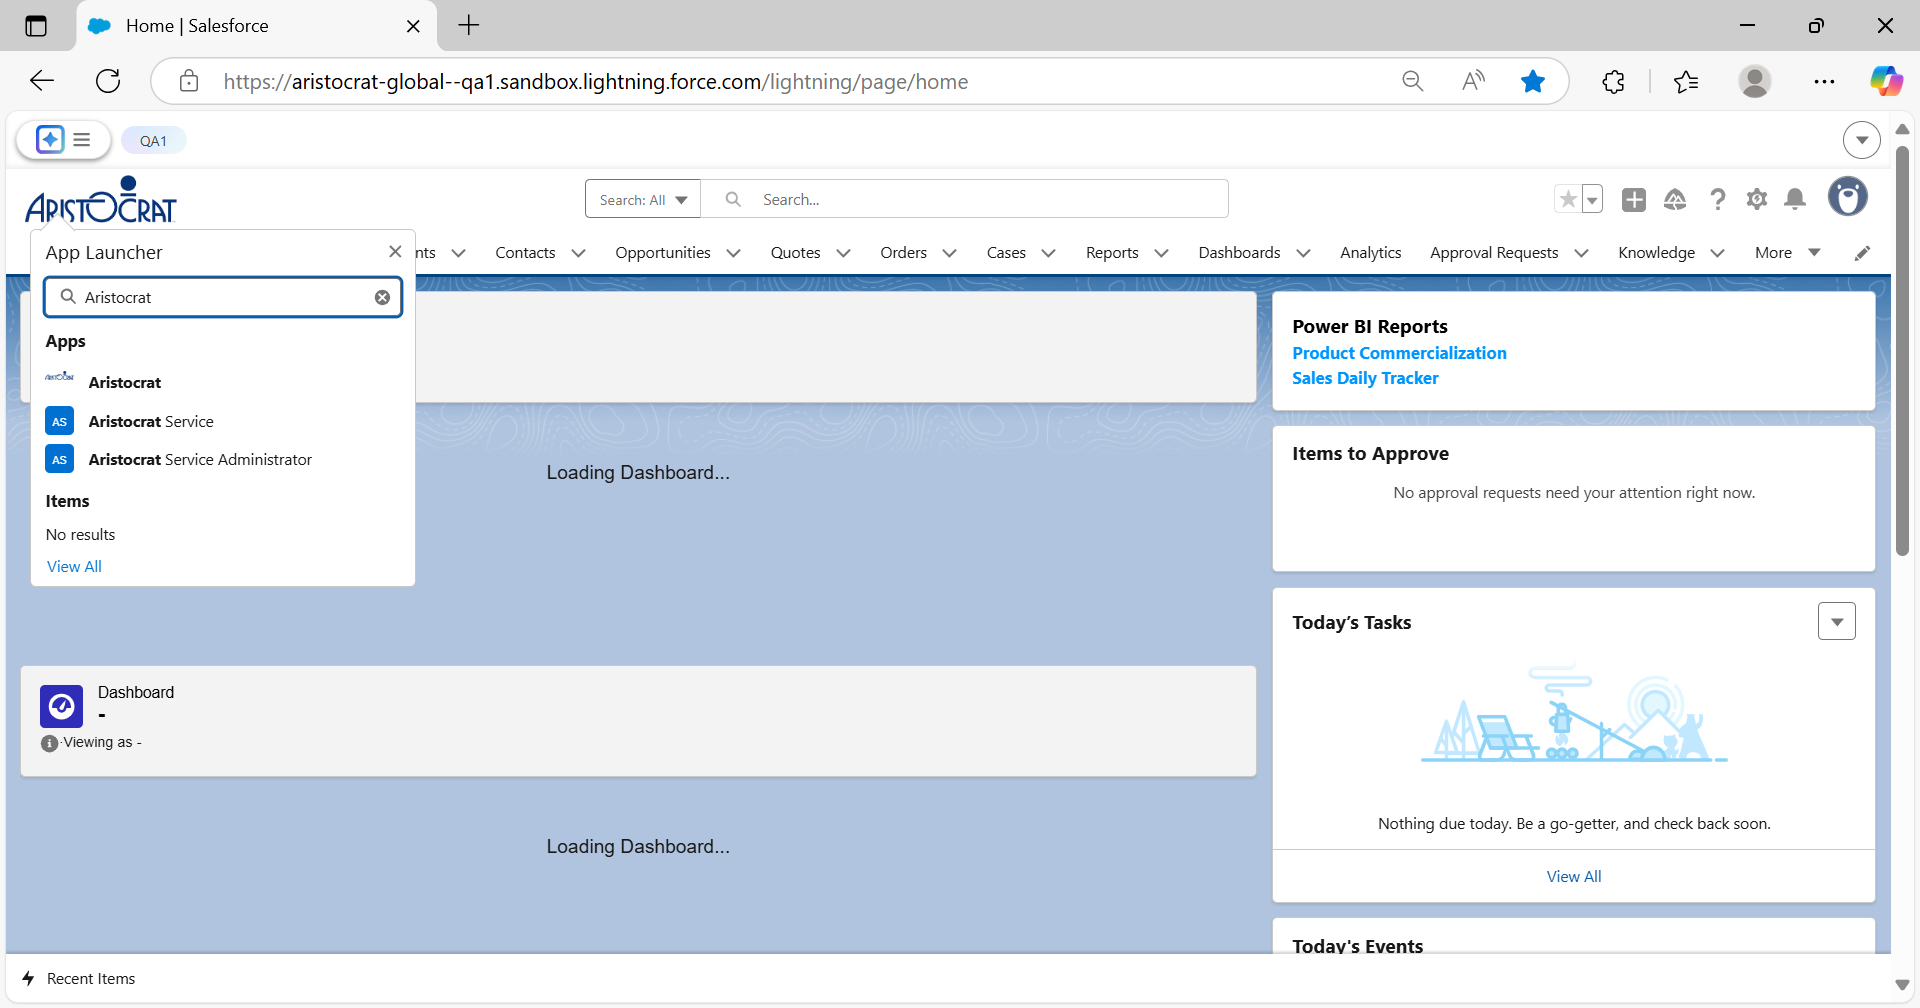 Home | Salesforce
https://aristocrat-global--qa1.sandbox.lightning.force.com/lightning/page/home
QA1
ARISTOCRAT
Search: All
Search...
App Launcher
nts
Contacts
Opportunities
Quotes
Orders
Cases
Reports
Dashboards
Analytics
Approval Requests
Knowledge
More
Aristocrat
Apps
ARISTOCRAT
Aristocrat
AS
Aristocrat Service
AS
Aristocrat Service Administrator
Items
No results
View All
Loading Dashboard...
Dashboard
-
Viewing as -
Loading Dashboard...
Power BI Reports
Product Commercialization
Sales Daily Tracker
Items to Approve
No approval requests need your attention right now.
Today’s Tasks
Nothing due today. Be a go-getter, and check back soon.
View All
Today's Events
Recent Items